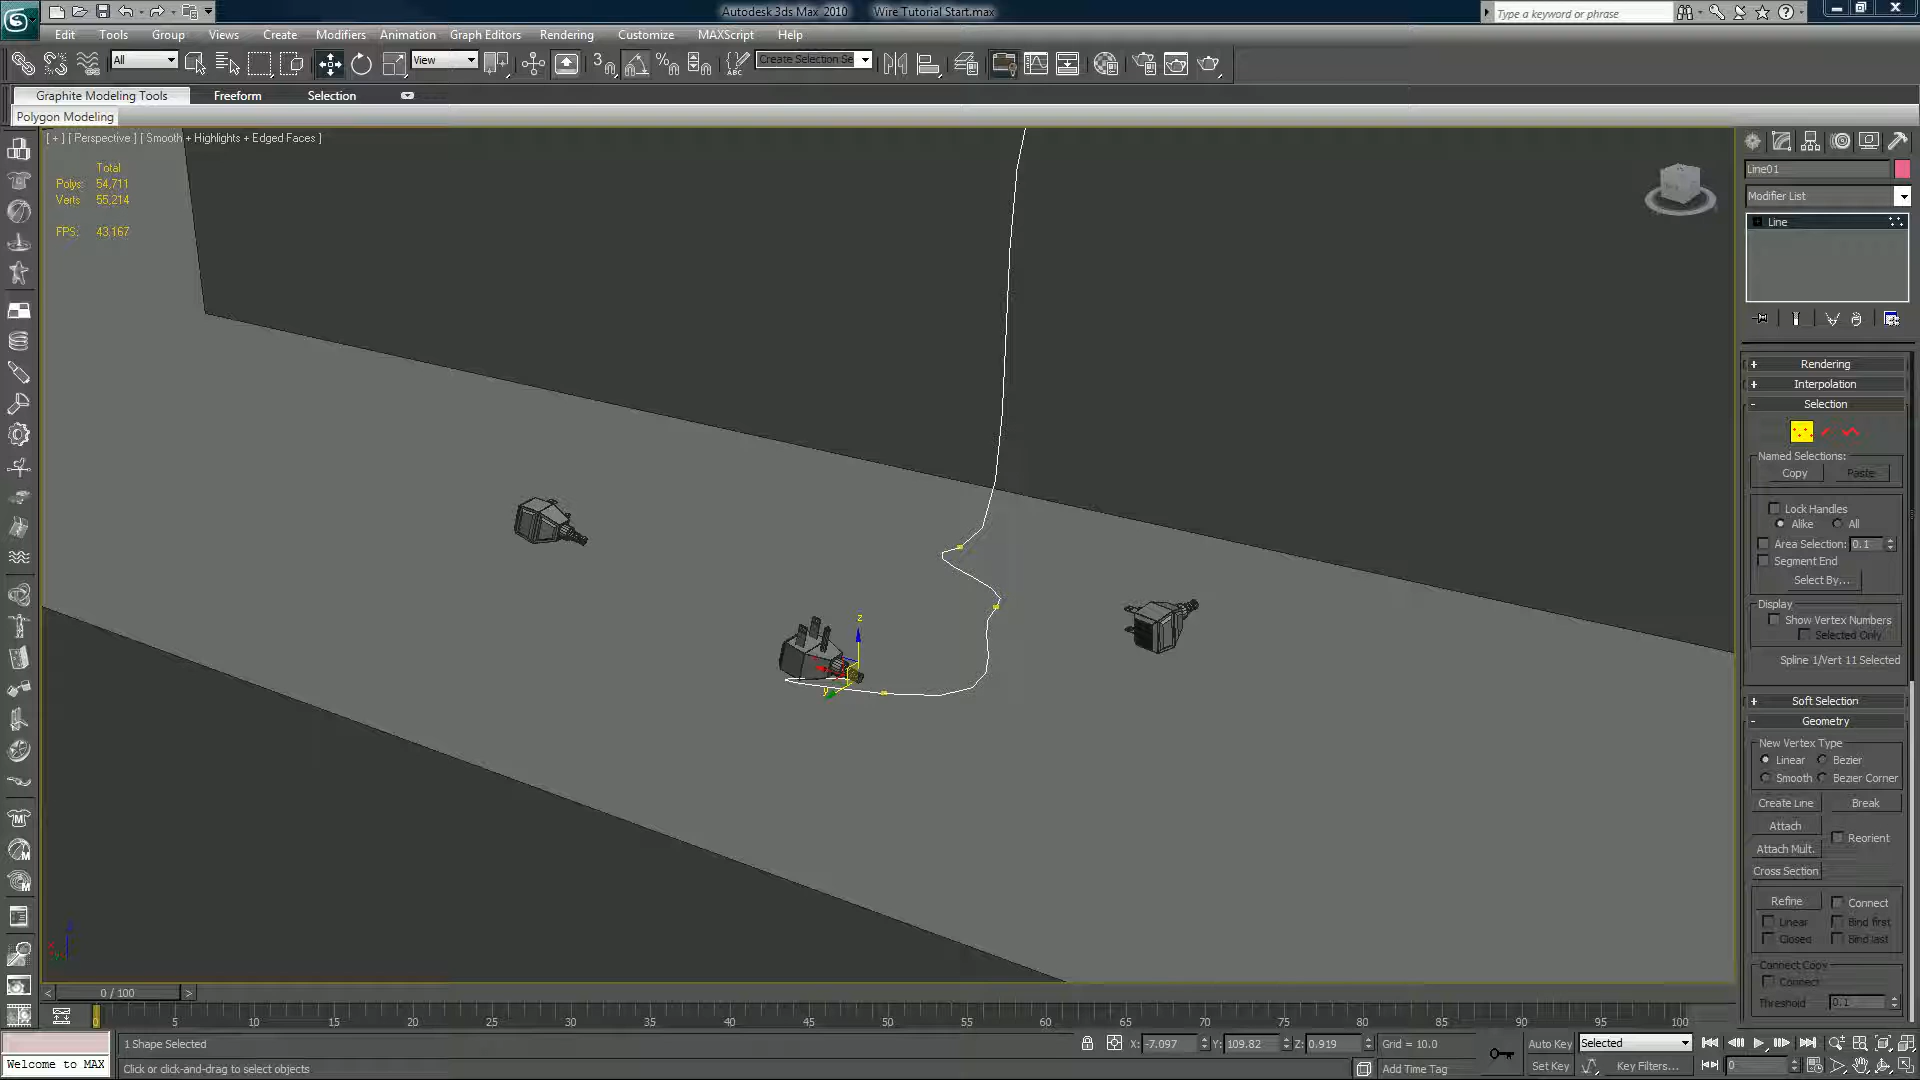 Autodesk 3ds Max 2010 Wire Tutorial Start.max
Type a keyword or phrase
Edit Tools Group Views Create Modifiers Animation Graph Editors Rendering Customize MAXScript Help
All View 3 Create Selection Se
Graphite Modeling Tools Freeform Selection
Polygon Modeling
[ + ] [ Perspective ] [ Smooth + Highlights + Edged Faces ]
Total
Polys: 54,711
Verts: 55,214
FPS: 43.167
z
y
Line01
Modifier List
Line
+ Rendering
+ Interpolation
- Selection
Named Selections:
Copy Paste
Lock Handles
Alike All
Area Selection: 0.1
Segment End
Select By...
Display
Show Vertex Numbers
Selected Only
Spline 1/Vert 11 Selected
+ Soft Selection
- Geometry
New Vertex Type
Linear Bezier
Smooth Bezier Corner
Create Line Break
Attach
Reorient
Attach Mult.
Cross Section
Refine Connect
Linear Bind first
Closed Bind last
Connect Copy
Connect
Threshold 0.1
< 0 / 100 >
5 10 15 20 25 30 35 40 45 50 55 60 65 70 75 80 85 90 95 100
1 Shape Selected X: -7.097 Y: 109.82 Z: 0.919 Grid = 10.0 Auto Key Selected
Welcome to MAX Click or click-and-drag to select objects Add Time Tag Set Key Key Filters... 0